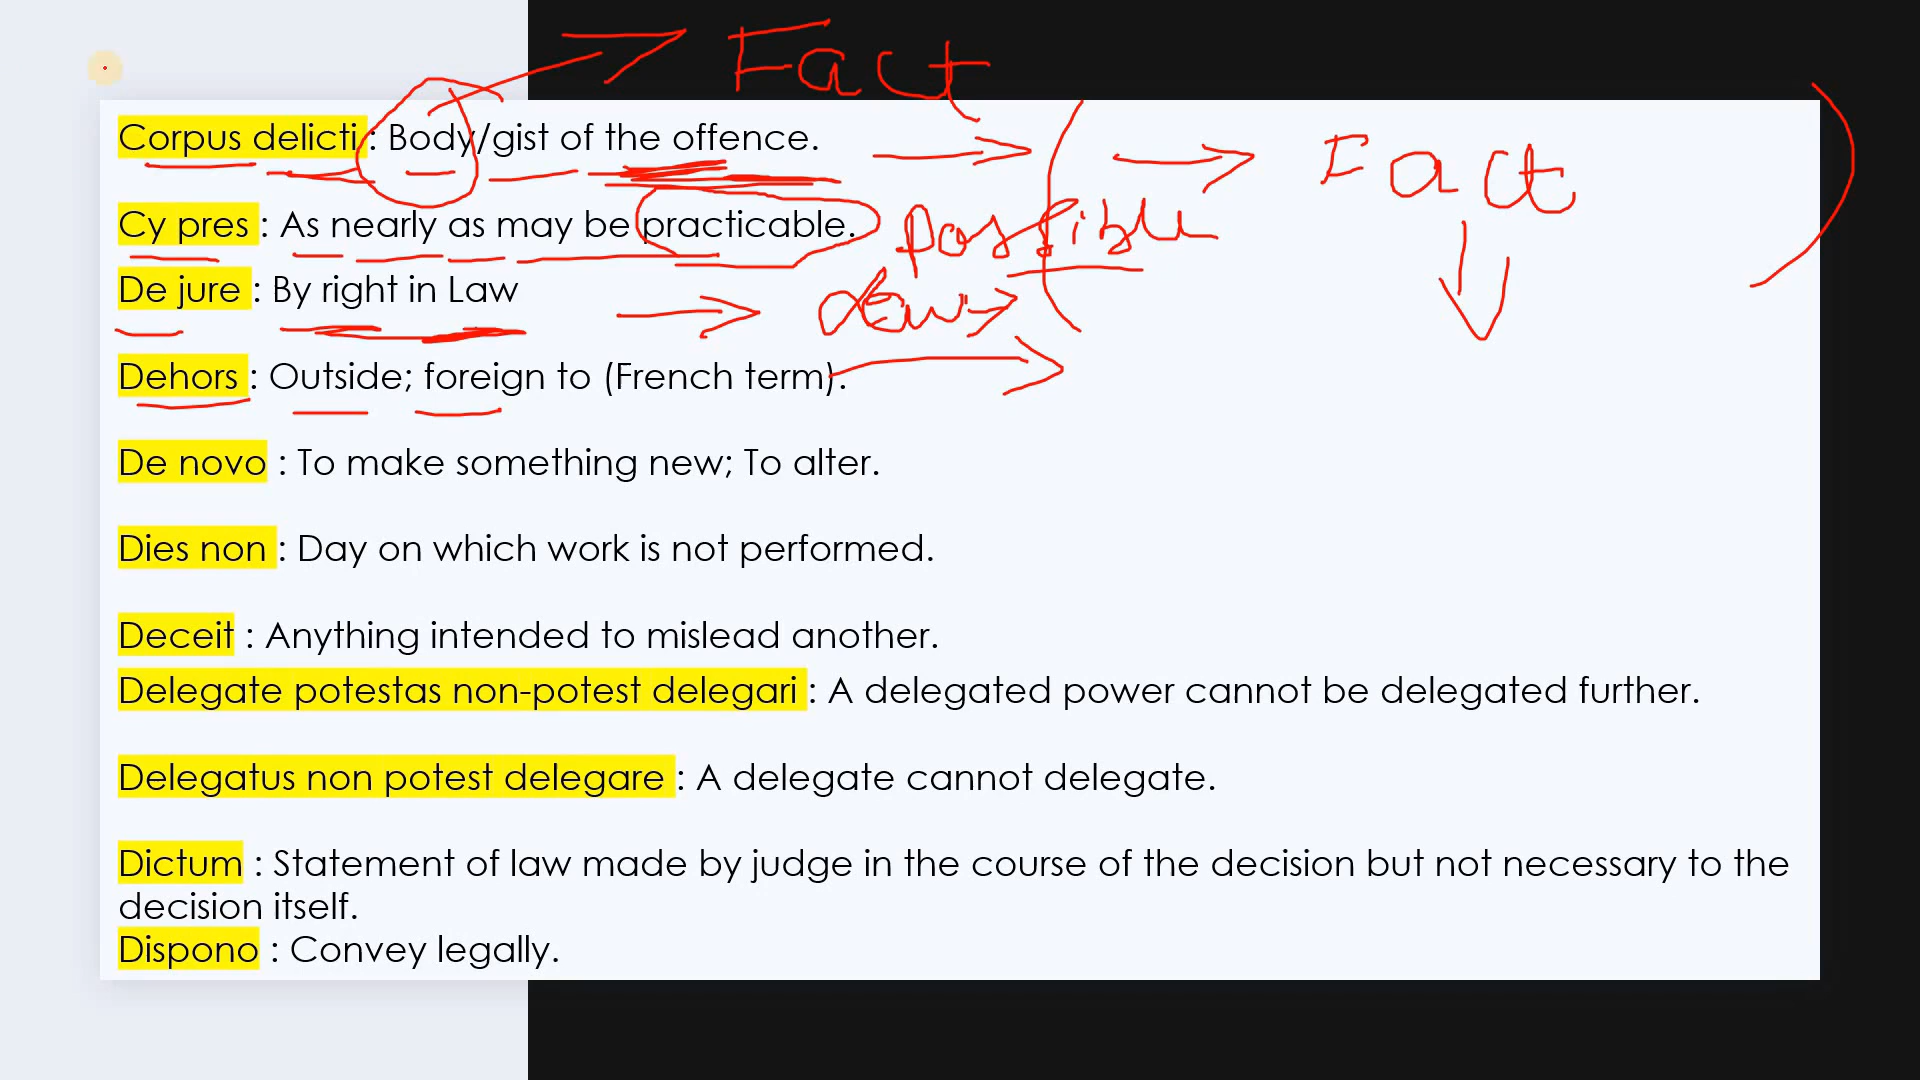 Fact
Corpus delicti : Body/gist of the offence.
Fact
Cy pres : As nearly as may be practicable. possible
De jure : By right in Law
law
Dehors : Outside; foreign to (French term).
De novo : To make something new; To alter.
Dies non : Day on which work is not performed.
Deceit : Anything intended to mislead another.
Delegate potestas non-potest delegari : A delegated power cannot be delegated further.
Delegatus non potest delegare : A delegate cannot delegate.
Dictum : Statement of law made by judge in the course of the decision but not necessary to the
decision itself.
Dispono : Convey legally.